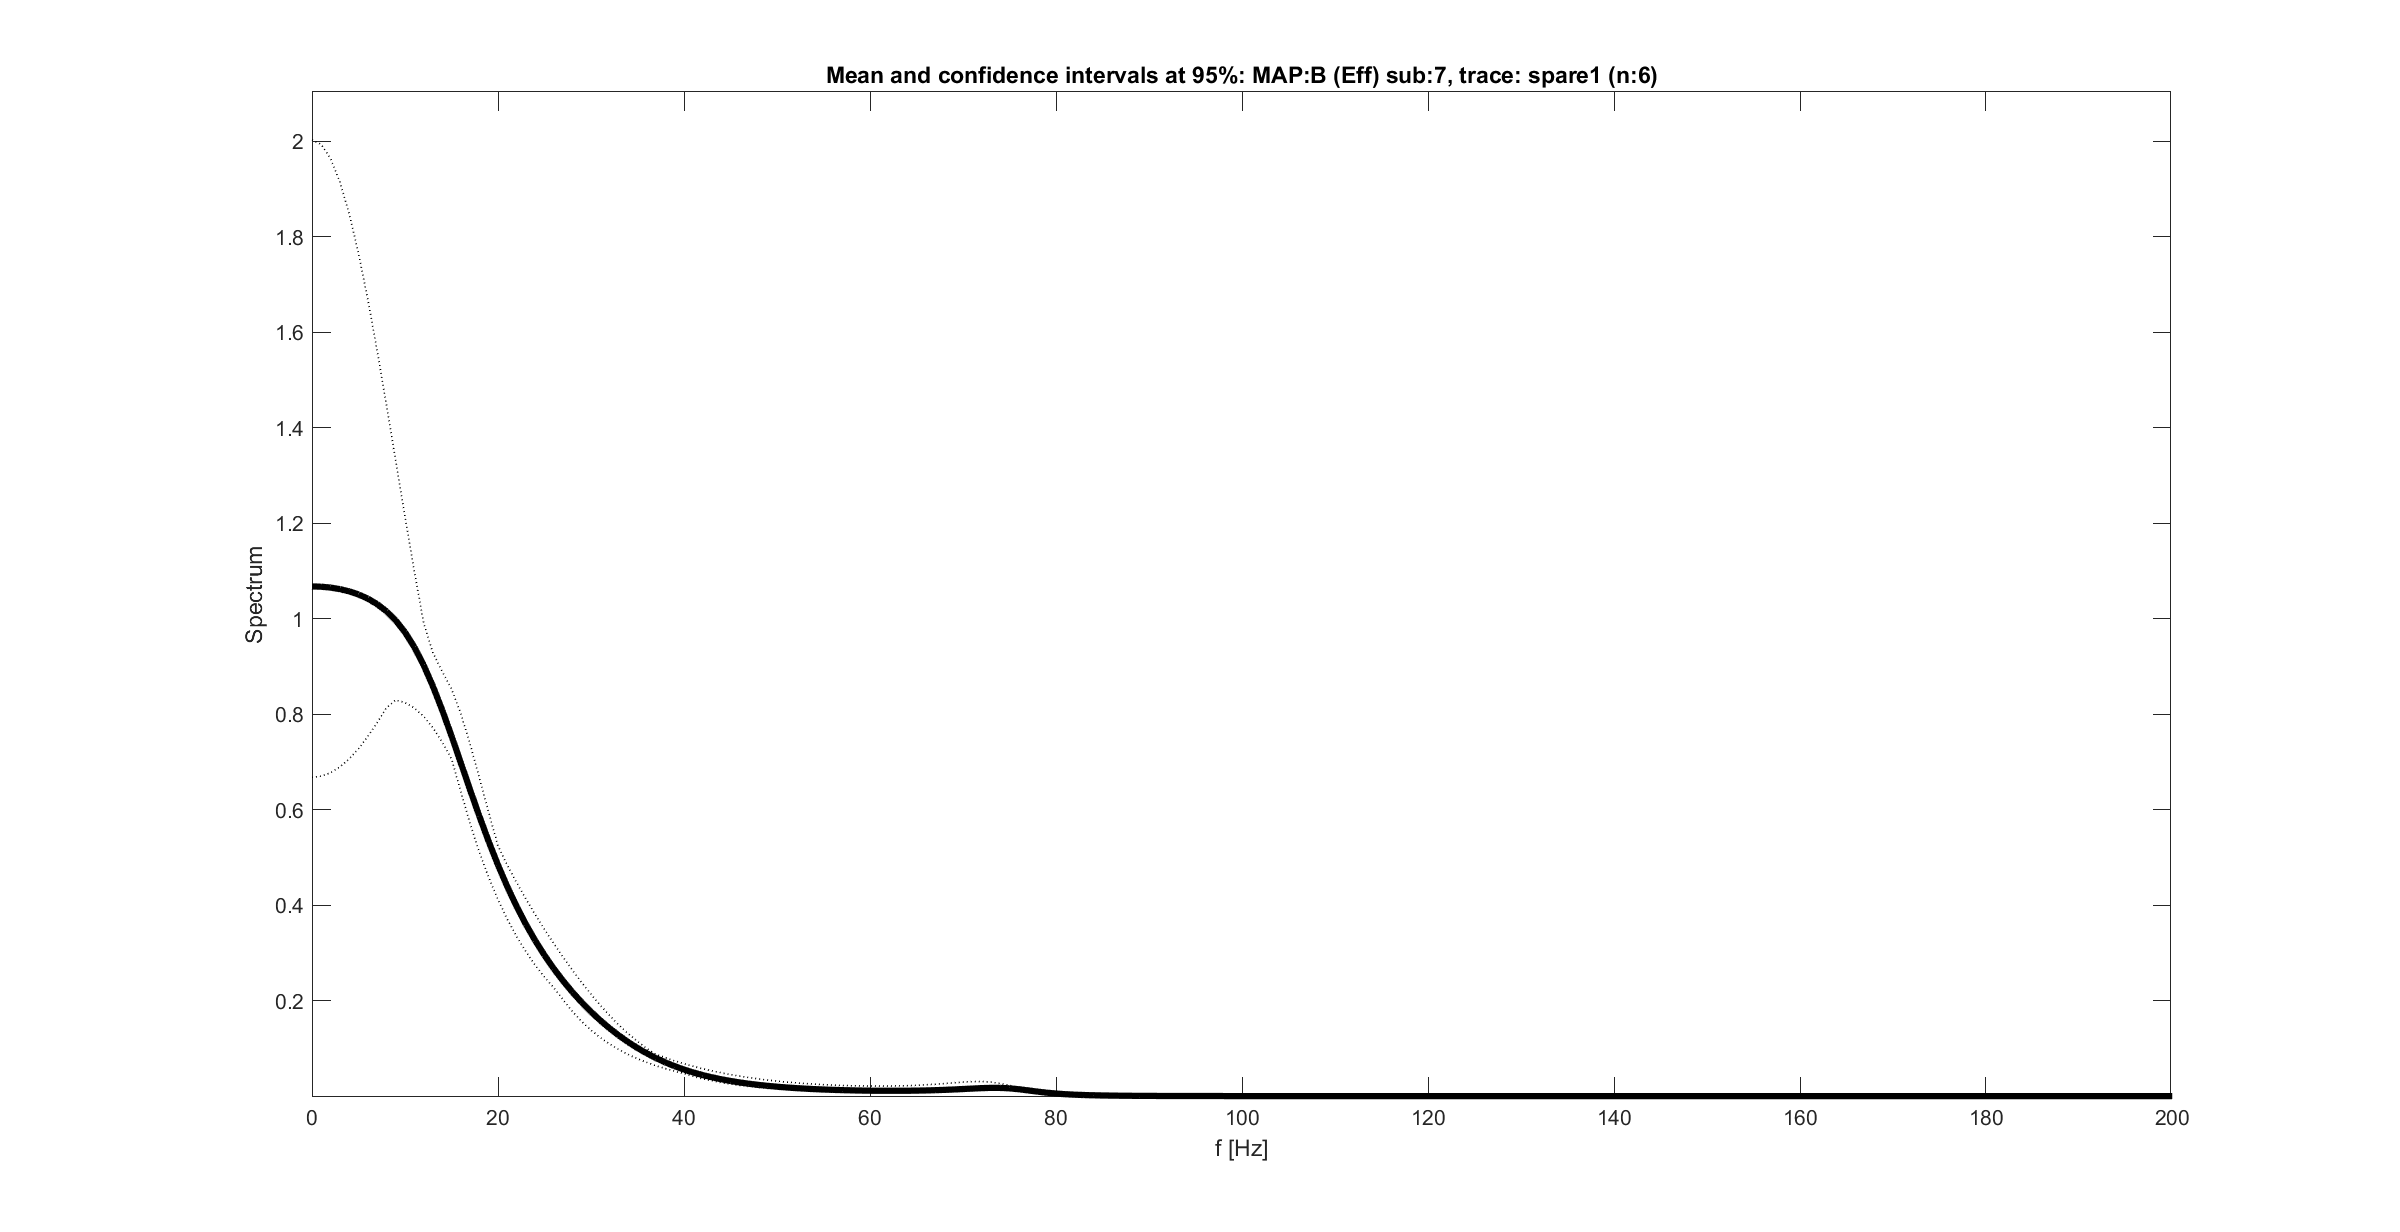 Mean and confidence intervals at 95%: MAP:B (Eff) sub:7, trace: spare1 (n:6)
2
1.8
1.6
1.4
1.2
1
0.8
0.6
0.4
0.2
Spectrum
0 20 40 60 80 100 120 140 160 180 200
f [Hz]